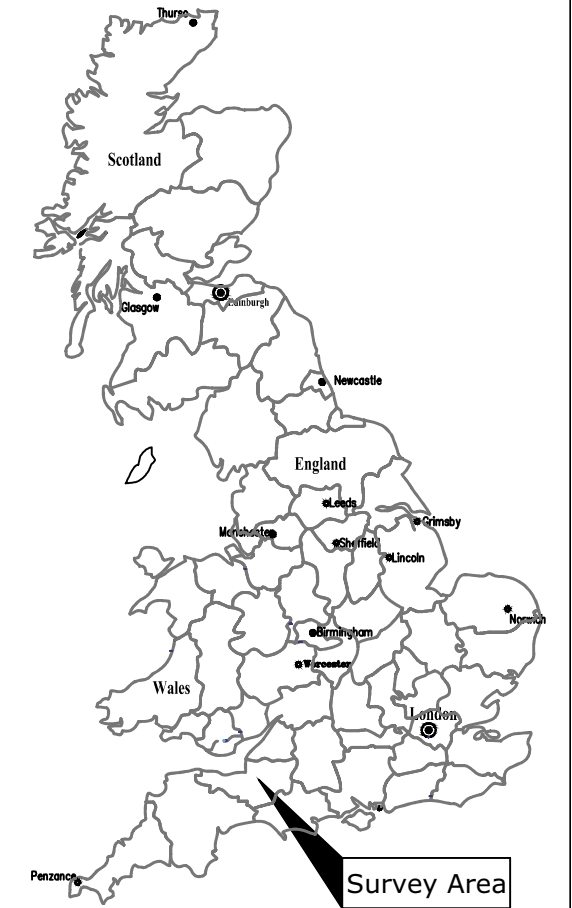 Thurso
Scotland
Edinburgh
Glasgow
Newcastle
England
Leeds
Grimsby
Manchester
Sheffield
Lincoln
Norwich
Birmingham
Worcester
Wales
London
Penzance
Survey Area